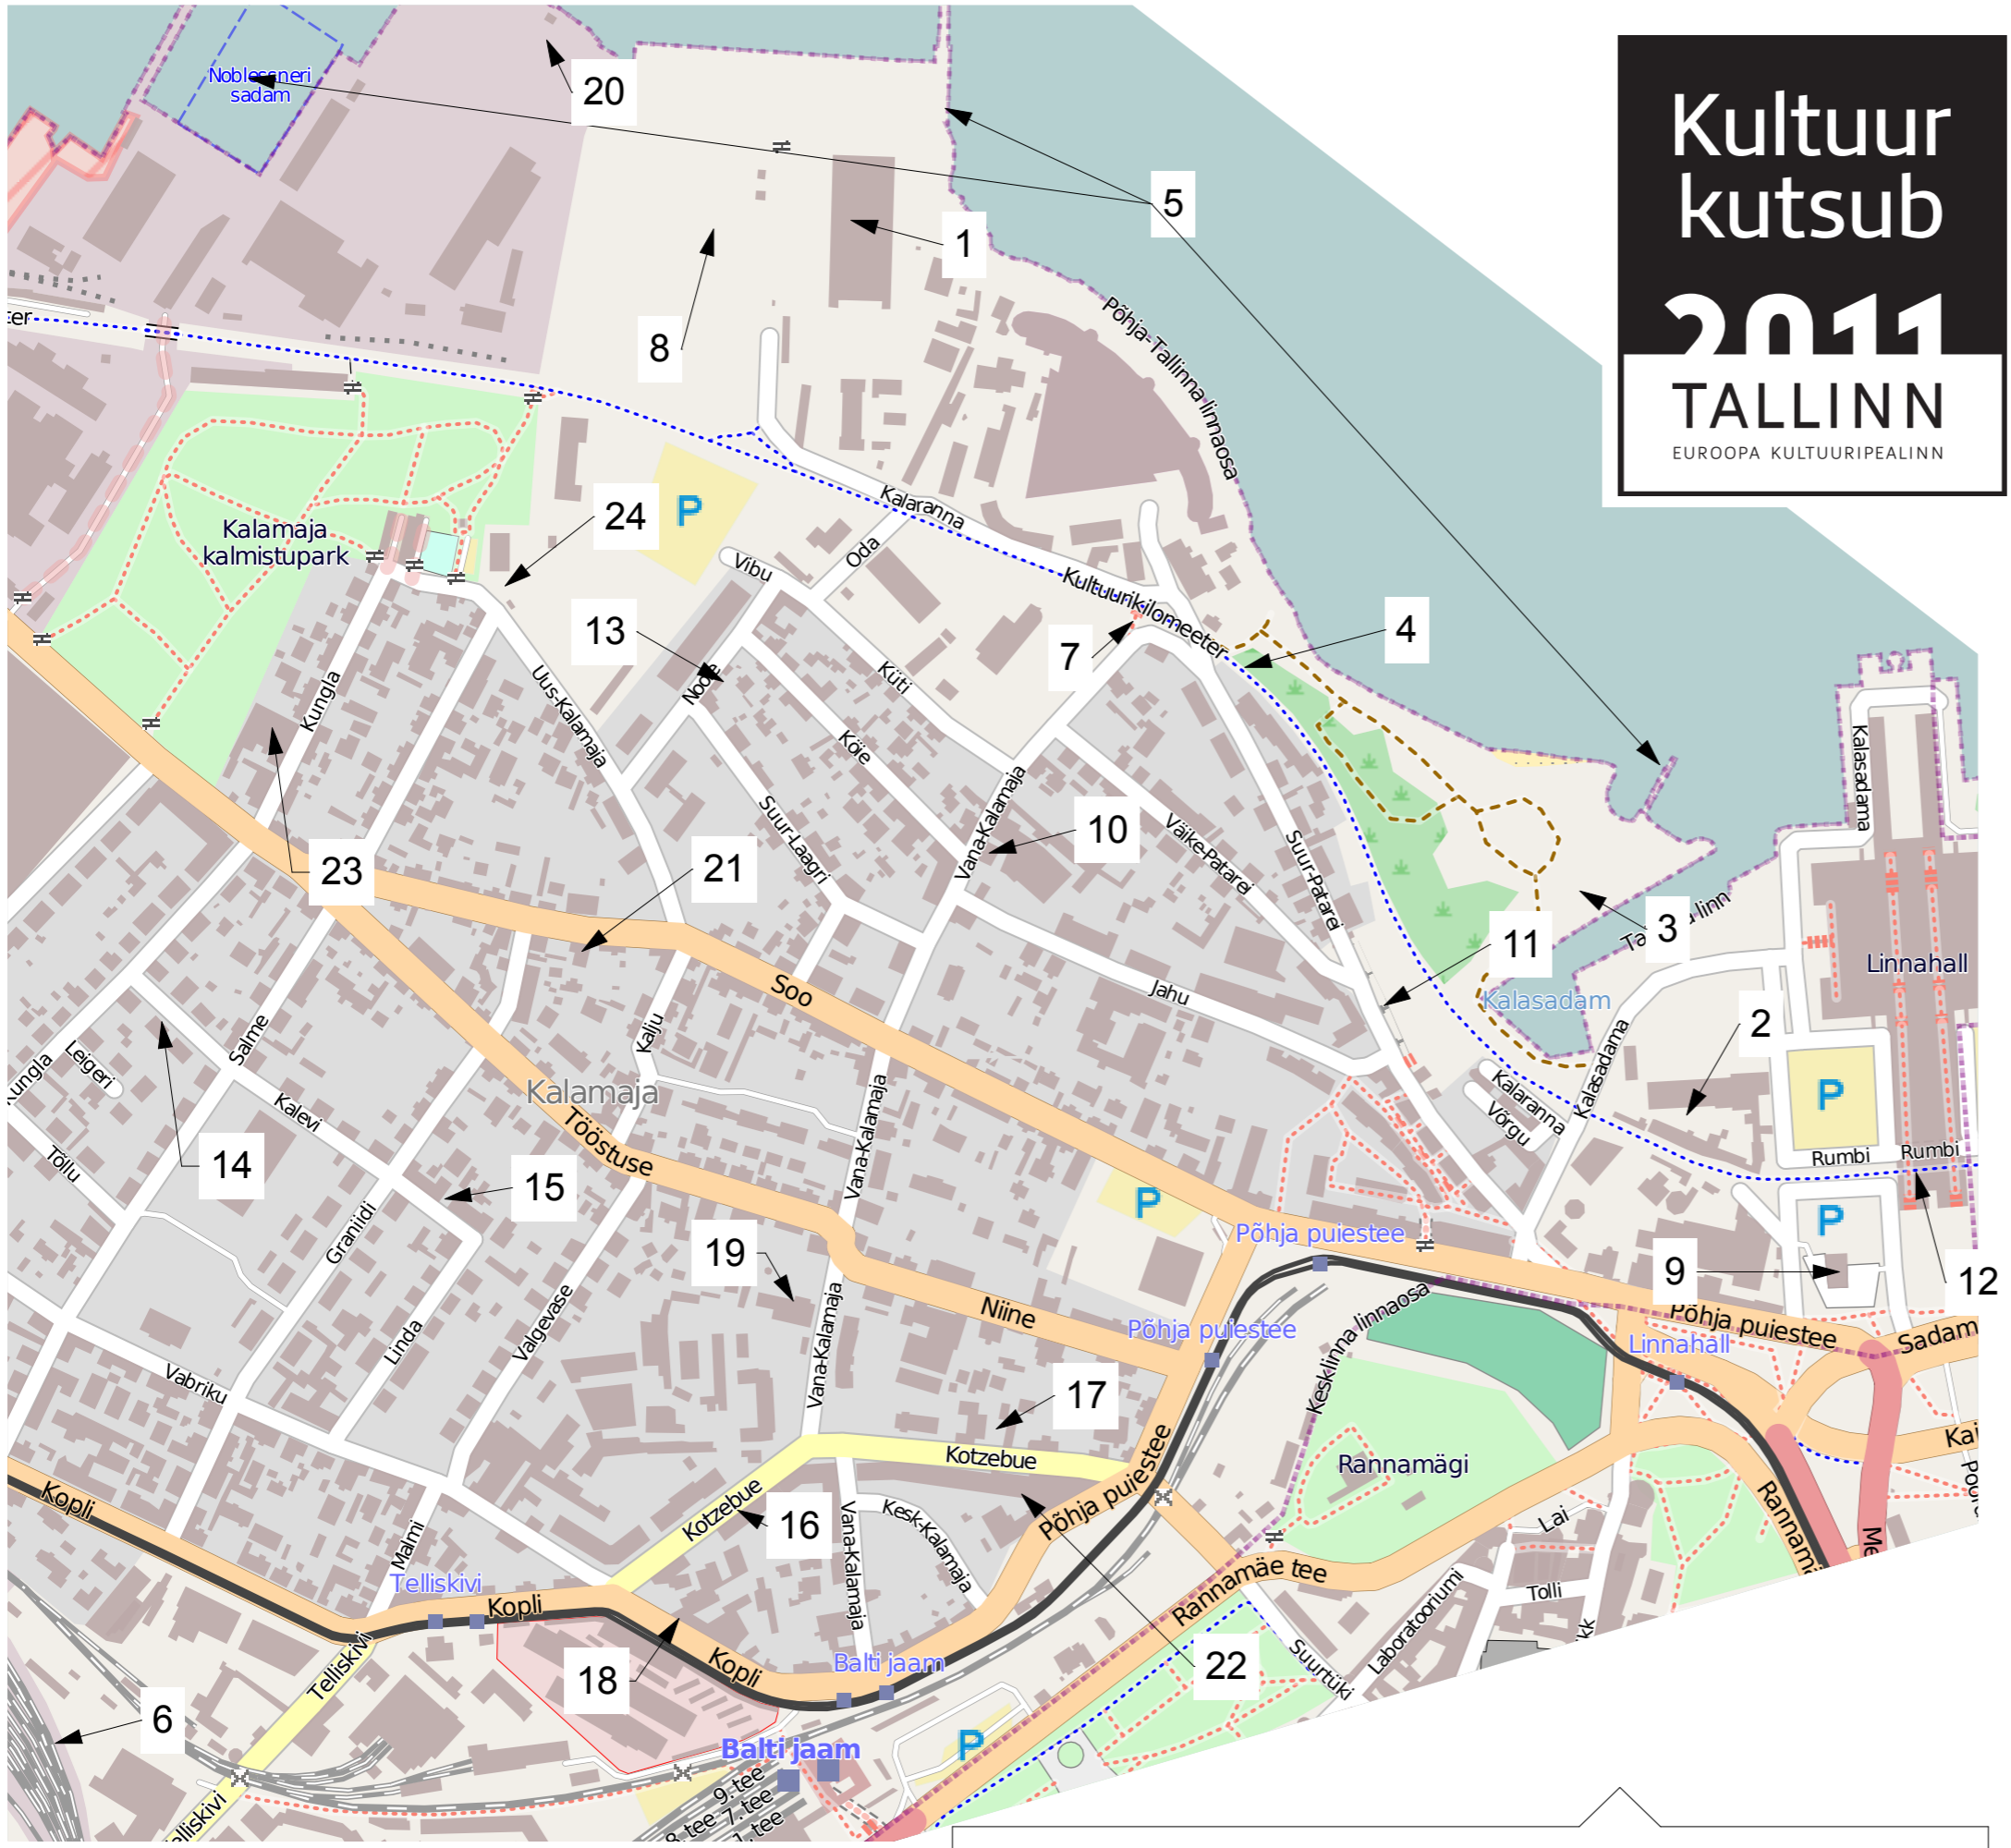 Noblessneri
sadam
20
5
1
8
Kultuur
kutsub
2011
TALLINN
EUROOPA KULTUURIPEALINN
Põhja-Tallinna linnaosa
Kalamaja
kalmistupark
24
P
Kalaranna
Oda
Vibu
Kultuurikilomeeter
13
7
4
Kungla
Uus-Kalamaja
Küti
Köie
Suur-Laagri
Vana-Kalamaja
10
Väike-Patarei
Suur-Patarei
Kalasadama
23
21
11
3
Linnahall
Soo
Jahu
Kalasadam
2
Salme
Kalju
Leigeri
Kungla
Kalamaja
Kalevi
Tööstuse
Vana-Kalamaja
Kalaranna
Võrgu
Kalasadama
P
Rumbi
Rumbi
Tõllu
14
15
Graniidi
19
P
Põhja puiestee
P
9
12
Valgevase
Linda
Niine
Põhja puiestee
Kesklinna linnaosa
Põhja puiestee
Linnahall
Sadam
Vabriku
Vana-Kalamaja
17
Kotzebue
Rannamägi
Kopli
Kotzebue
16
Vana-Kalamaja
Kesk-Kalamaja
Põhja puiestee
Lai
Malmi
Telliskivi
Kopli
Rannamäe tee
Laboratooriumi
Tolli
Telliskivi
18
Kopli
Balti jaam
22
Suurtüki
6
P
Balti jaam
9. tee
7. tee